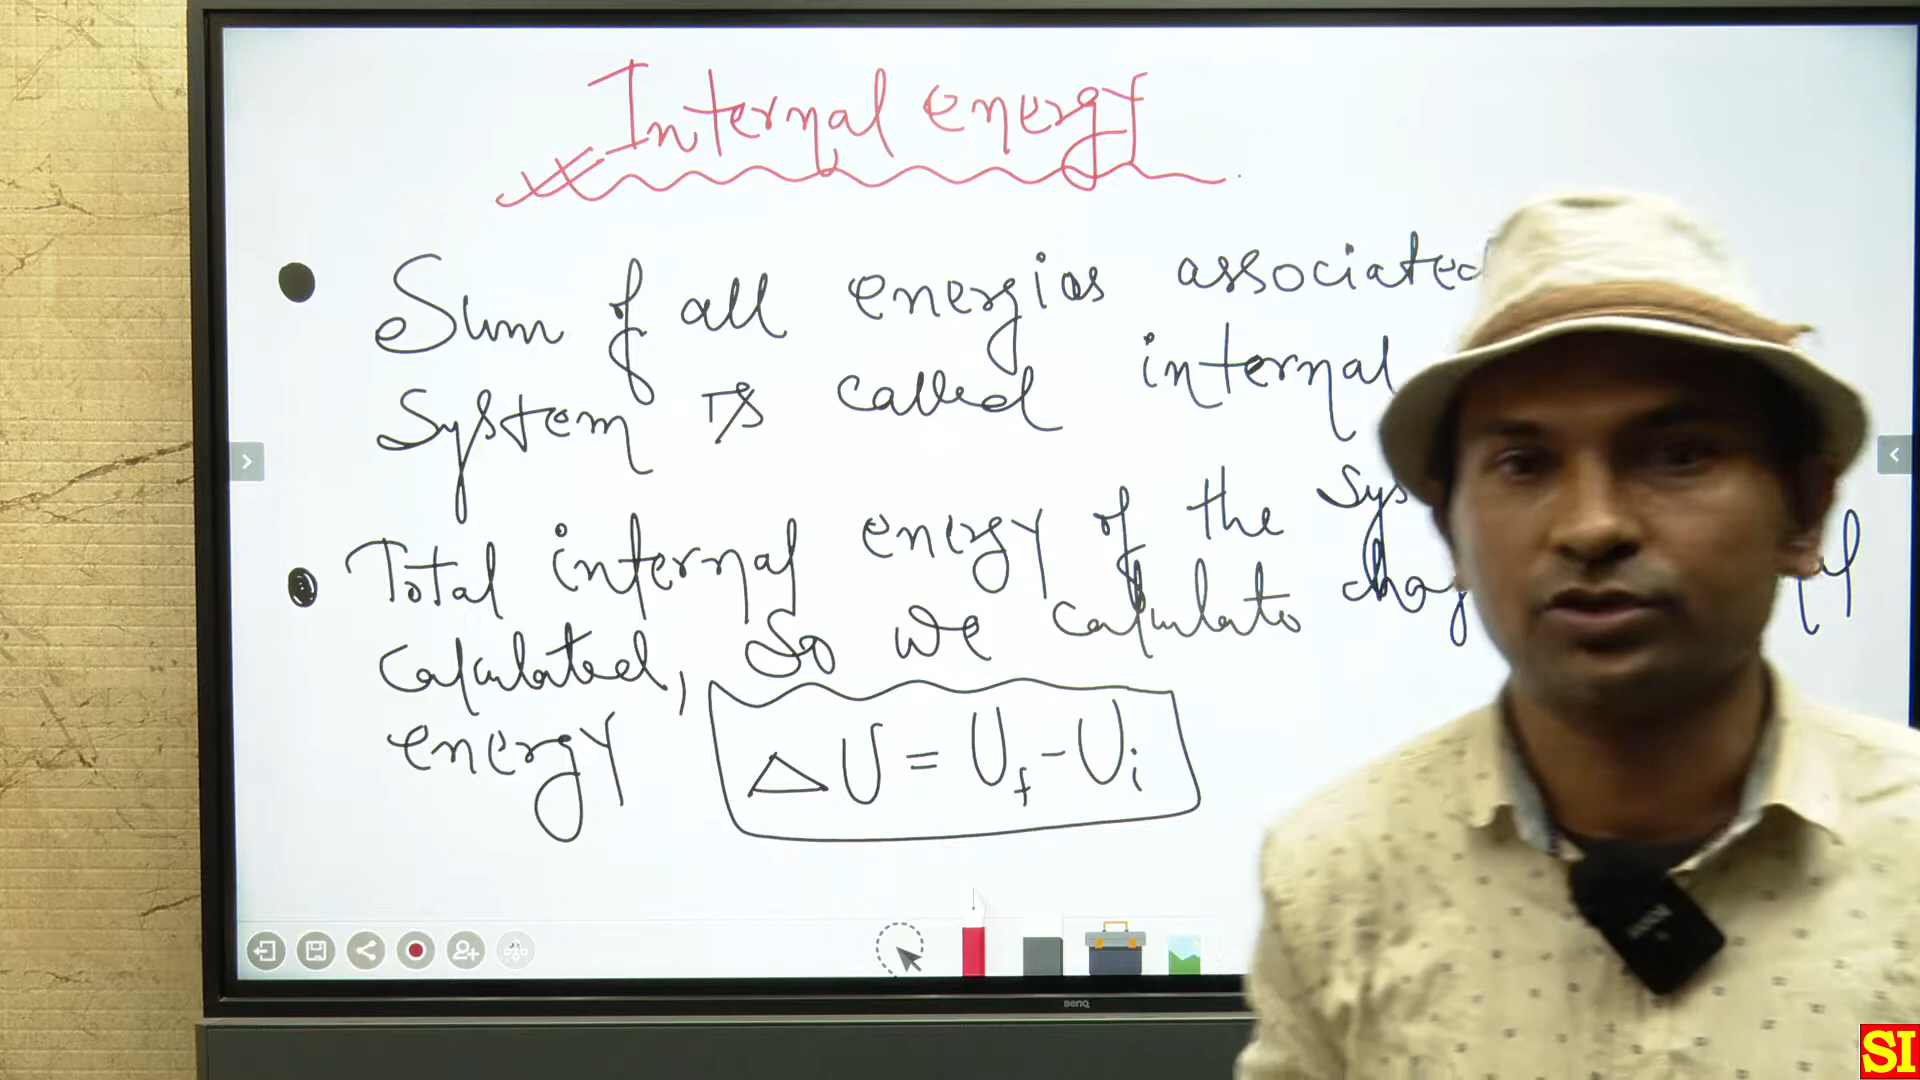 Internal energy
Sum of all energies associated
System is called internal
Total internal energy of the Sys
calculated, So we calculate
energy ΔU = Uf - Ui
BenQ
SI